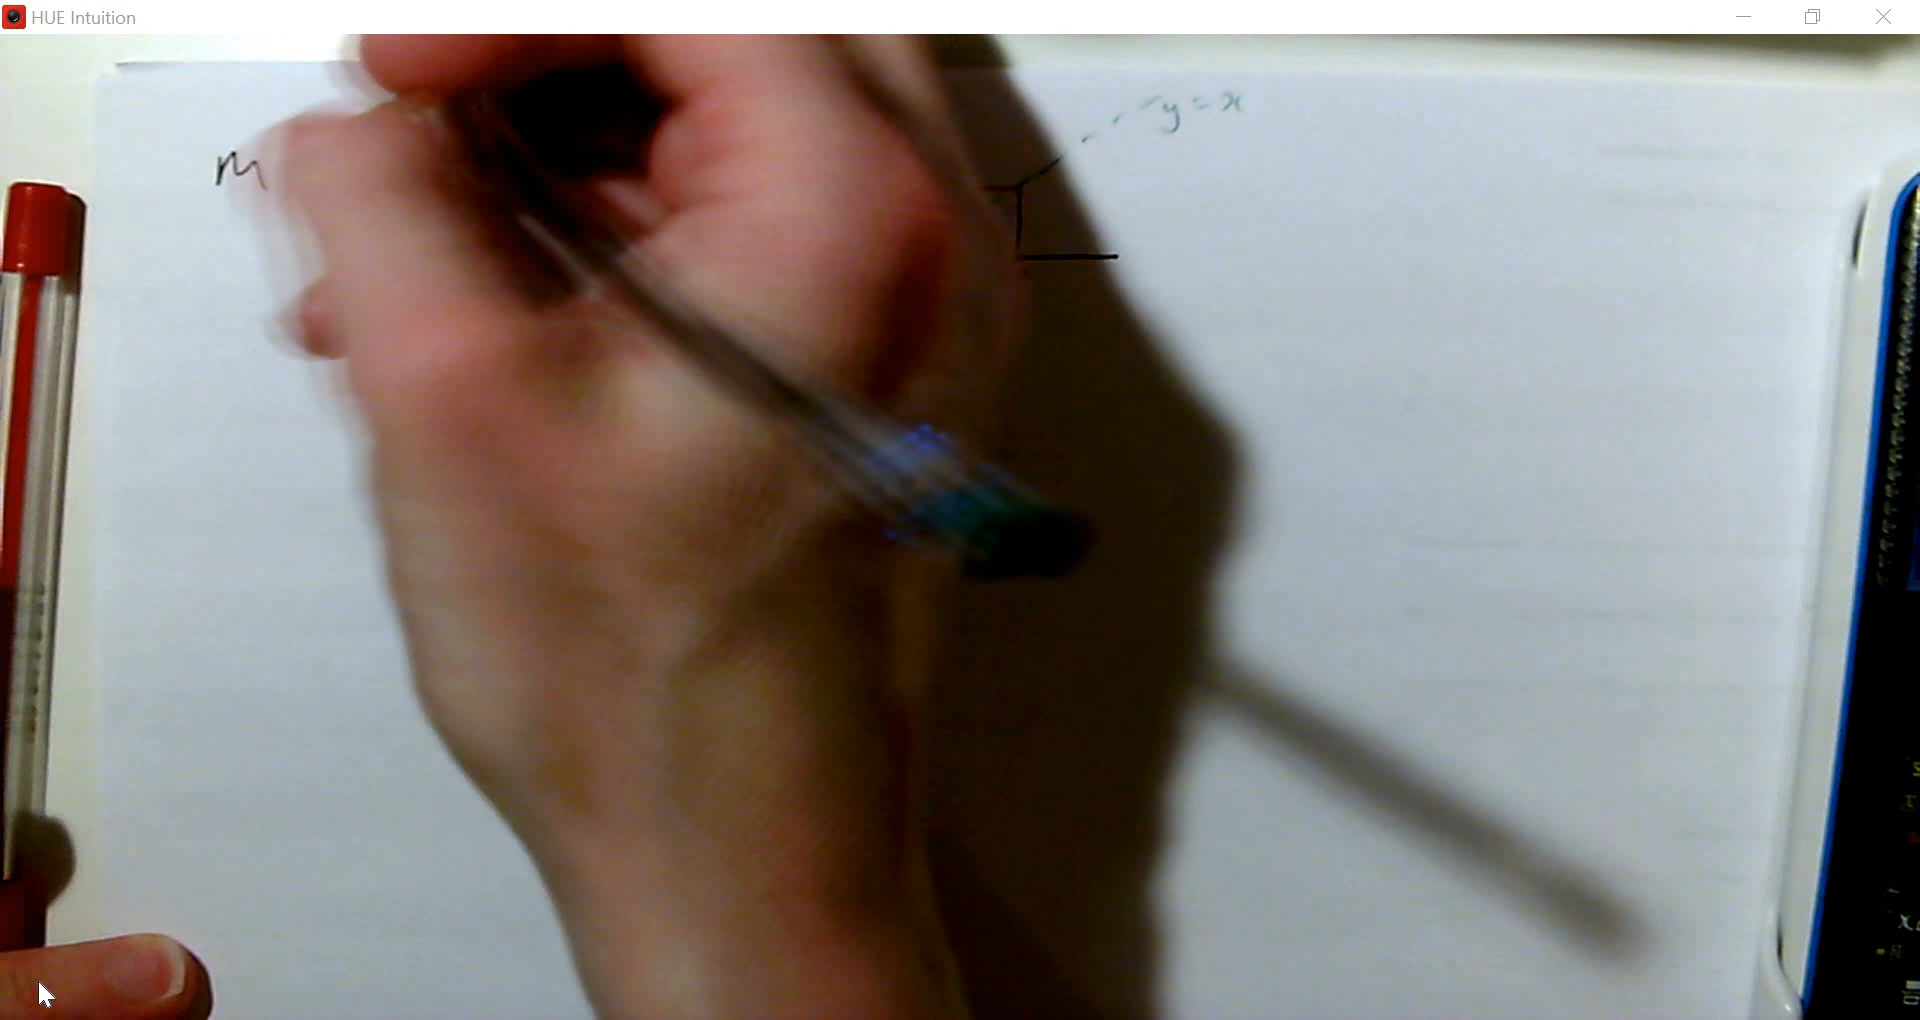 HUE Intuition
y = x
m